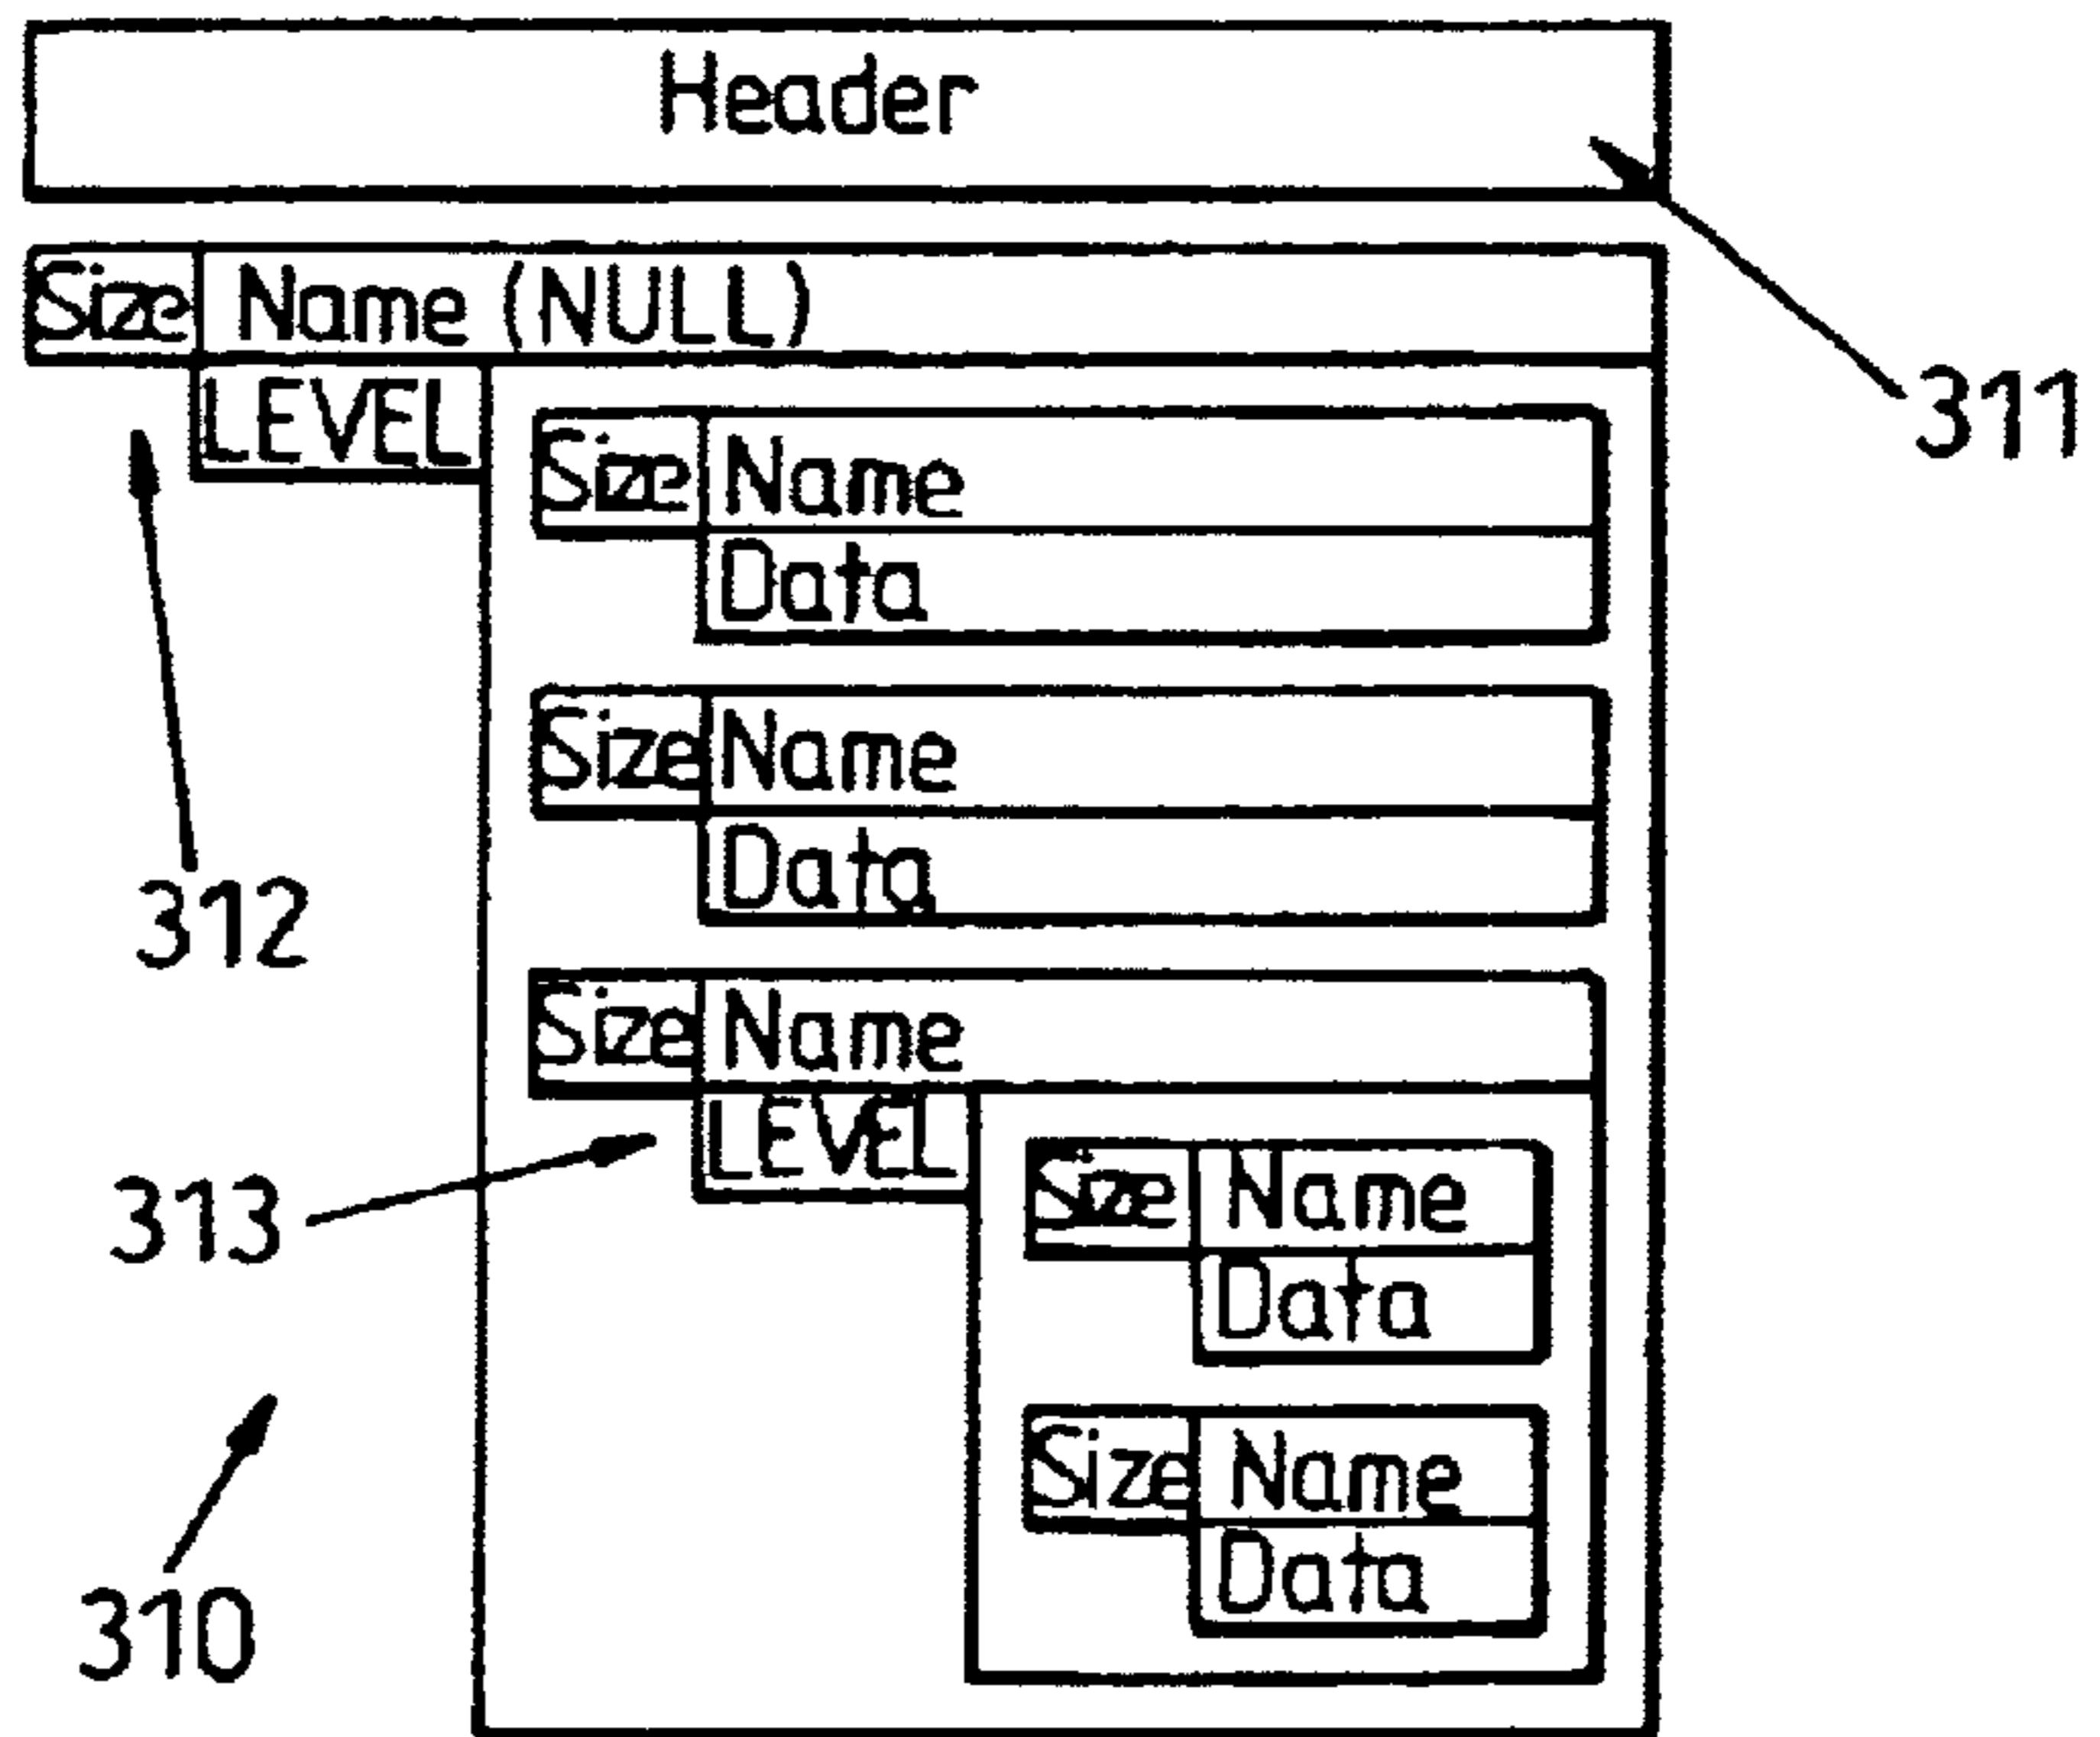 Header
Size Name (NULL)
LEVEL
311
Size Name
Data
Size Name
Data
312
Size Name
LEVEL
313
Size Name
Data
Size Name
Data
310